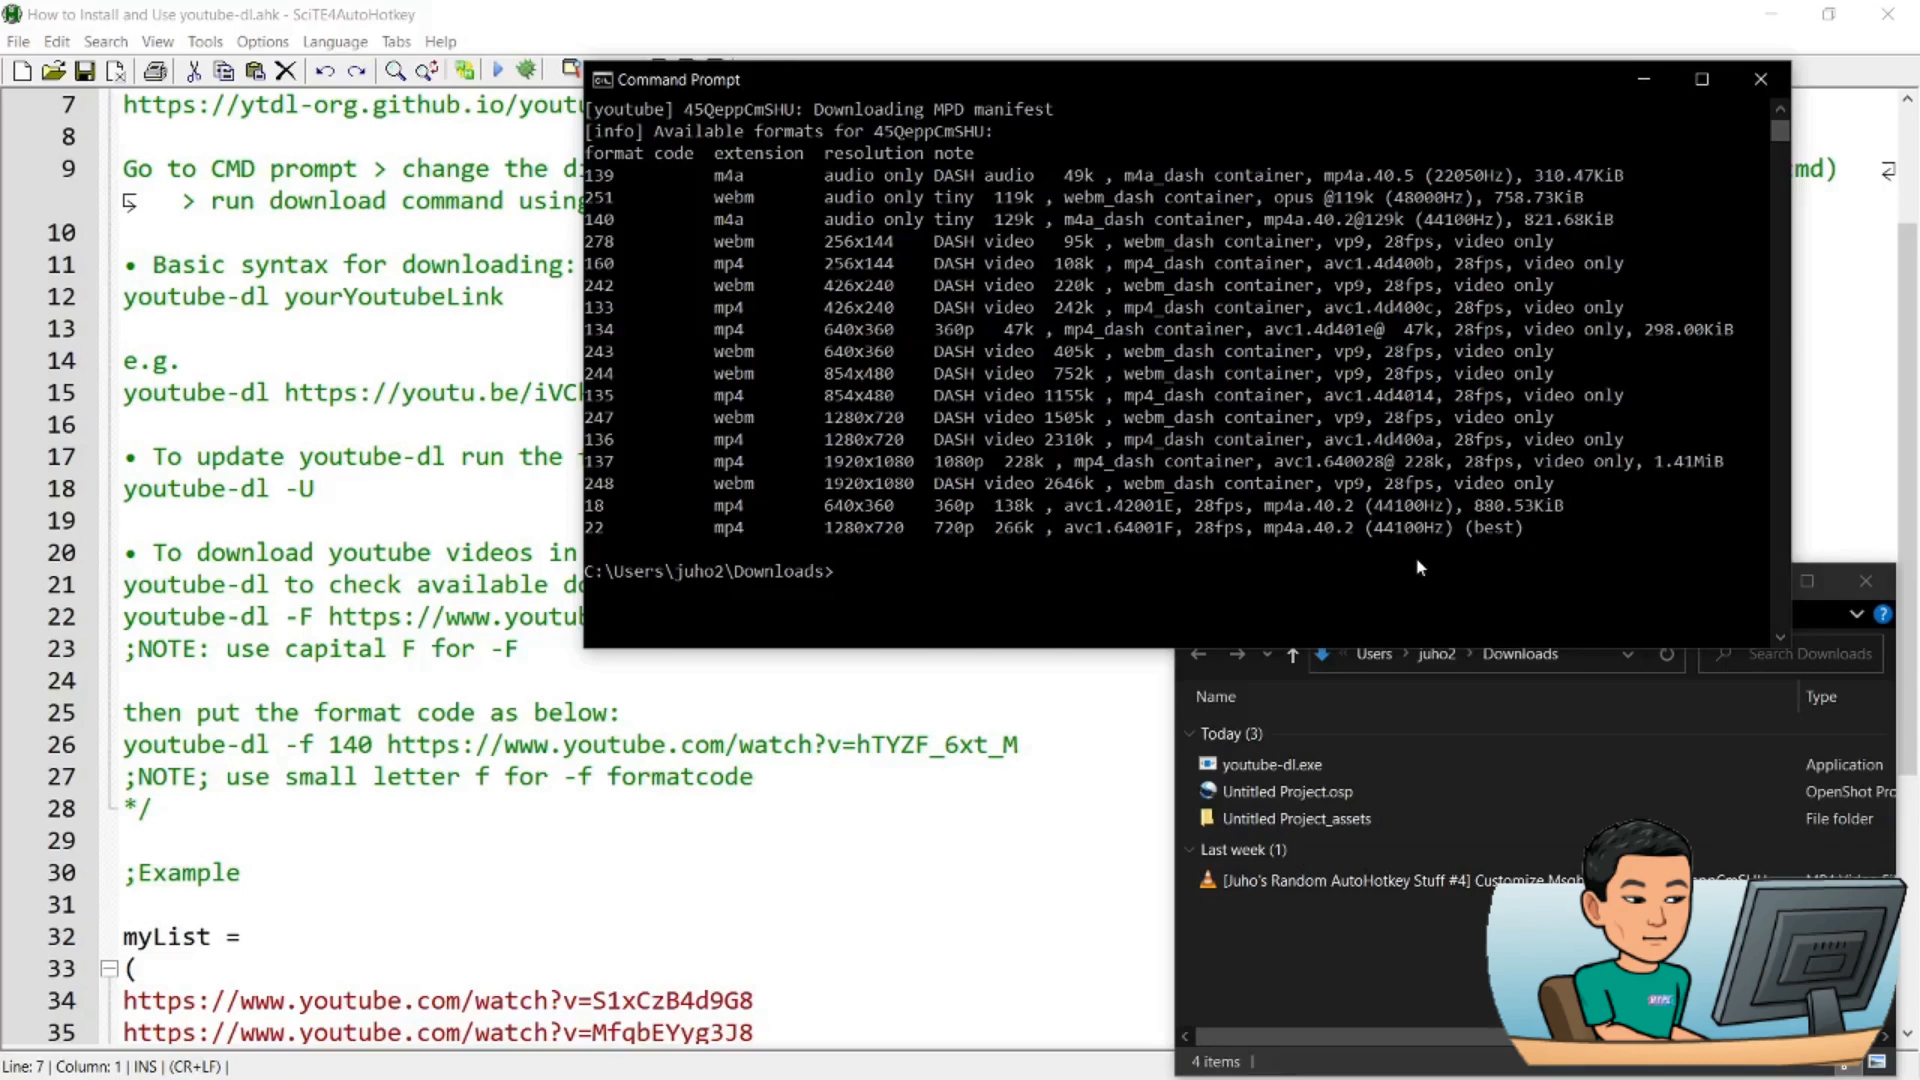 How to Install and Use youtube-dl.ahk - SciTE4AutoHotkey
File Edit Search View Tools Options Language Tabs Help
7 https://ytdl-org.github.io/yout
8
9 Go to CMD prompt > change the di
md)
> run download command using
10
11 • Basic syntax for downloading:
12 youtube-dl yourYoutubeLink
13
14 e.g.
15 youtube-dl https://youtu.be/iVC
16
17 • To update youtube-dl run the
18 youtube-dl -U
19
20 • To download youtube videos in
21 youtube-dl to check available do
22 youtube-dl -F https://www.youtu
23 ;NOTE: use capital F for -F
24
25 then put the format code as below:
26 youtube-dl -f 140 https://www.youtube.com/watch?v=hTYZF_6xt_M
27 ;NOTE; use small letter f for -f formatcode
28 */
29
30 ;Example
31
32 myList =
33 (
34 https://www.youtube.com/watch?v=S1xCzB4d9G8
35 https://www.youtube.com/watch?v=MfqbEYyg3J8
Line: 7 | Column: 1 | INS | (CR+LF) |
Command Prompt
[youtube] 45QeppCmSHU: Downloading MPD manifest
[info] Available formats for 45QeppCmSHU:
format code extension resolution note
139 m4a audio only DASH audio 49k , m4a_dash container, mp4a.40.5 (22050Hz), 310.47KiB
251 webm audio only tiny 119k , webm_dash container, opus @119k (48000Hz), 758.73KiB
140 m4a audio only tiny 129k , m4a_dash container, mp4a.40.2@129k (44100Hz), 821.68KiB
278 webm 256x144 DASH video 95k , webm_dash container, vp9, 28fps, video only
160 mp4 256x144 DASH video 108k , mp4_dash container, avc1.4d400b, 28fps, video only
242 webm 426x240 DASH video 220k , webm_dash container, vp9, 28fps, video only
133 mp4 426x240 DASH video 242k , mp4_dash container, avc1.4d400c, 28fps, video only
134 mp4 640x360 360p 47k , mp4_dash container, avc1.4d401e@ 47k, 28fps, video only, 298.00KiB
243 webm 640x360 DASH video 405k , webm_dash container, vp9, 28fps, video only
244 webm 854x480 DASH video 752k , webm_dash container, vp9, 28fps, video only
135 mp4 854x480 DASH video 1155k , mp4_dash container, avc1.4d4014, 28fps, video only
247 webm 1280x720 DASH video 1505k , webm_dash container, vp9, 28fps, video only
136 mp4 1280x720 DASH video 2310k , mp4_dash container, avc1.4d400a, 28fps, video only
137 mp4 1920x1080 1080p 228k , mp4_dash container, avc1.640028@ 228k, 28fps, video only, 1.41MiB
248 webm 1920x1080 DASH video 2646k , webm_dash container, vp9, 28fps, video only
18 mp4 640x360 360p 138k , avc1.42001E, 28fps, mp4a.40.2 (44100Hz), 880.53KiB
22 mp4 1280x720 720p 266k , avc1.64001F, 28fps, mp4a.40.2 (44100Hz) (best)
C:\Users\juho2\Downloads>
Users > juho2 > Downloads
Search Downloads
Name Type
Today (3)
youtube-dl.exe Application
Untitled Project.osp OpenShot Pro
Untitled Project_assets File folder
Last week (1)
[Juho's Random AutoHotkey Stuff #4] Customize Msgb
4 items